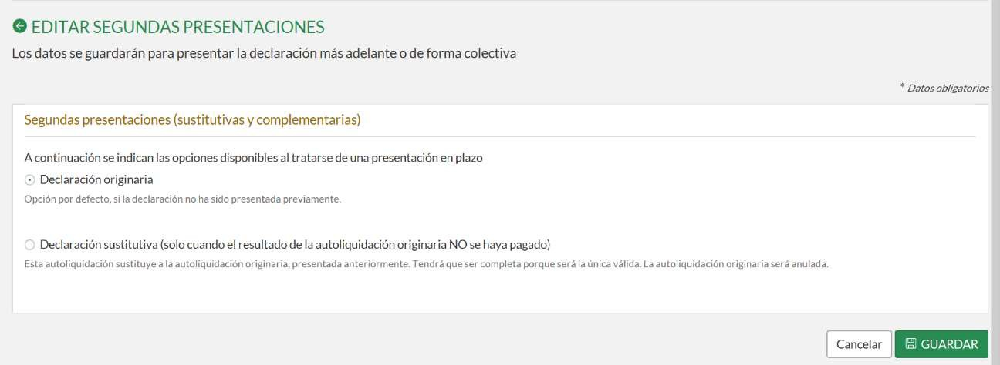 EDITAR SEGUNDAS PRESENTACIONES
Los datos se guardarán para presentar la declaración más adelante o de forma colectiva
* Datos obligatorios
Segundas presentaciones (sustitutivas y complementarias)
A continuación se indican las opciones disponibles al tratarse de una presentación en plazo
Declaración originaria
Opción por defecto, si la declaración no ha sido presentada previamente.
Declaración sustitutiva (solo cuando el resultado de la autoliquidación originaria NO se haya pagado)
Esta autoliquidación sustituye a la autoliquidación originaria, presentada anteriormente. Tendrá que ser completa porque será la única válida. La autoliquidación originaria será anulada.
Cancelar GUARDAR